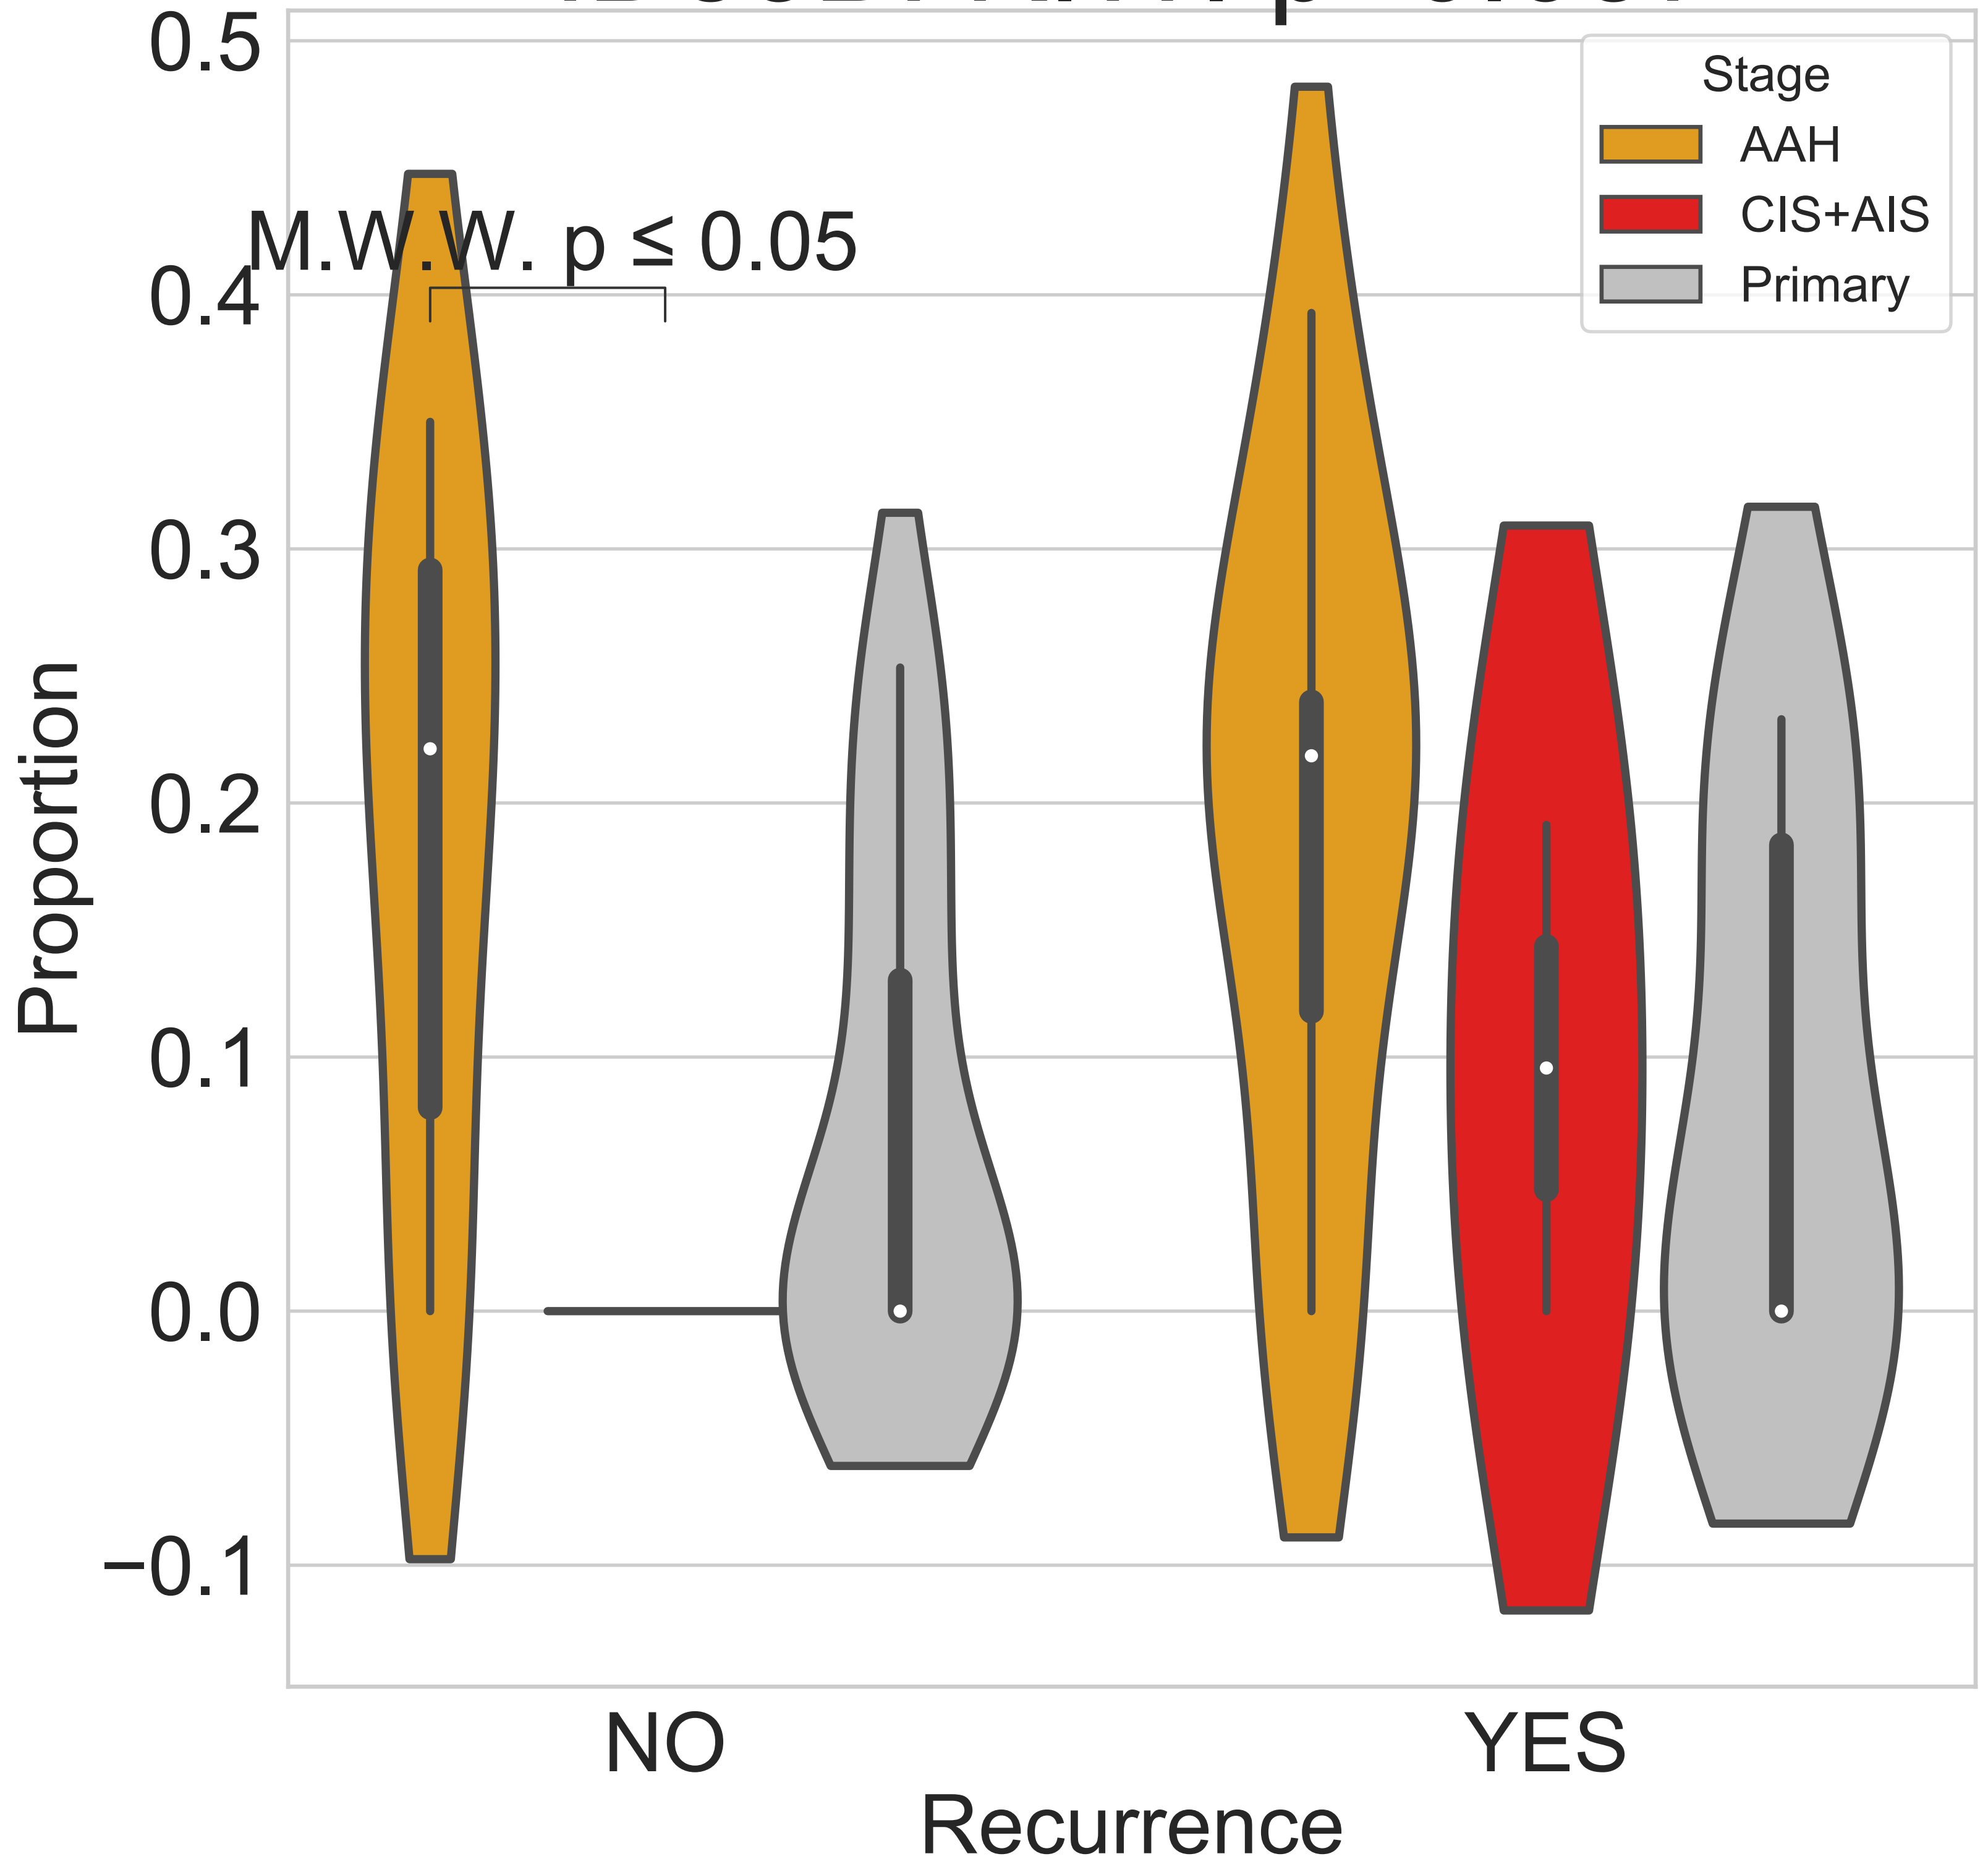 0.5
0.4
0.3
0.2
0.1
0.0
−0.1
Proportion
M.W.W. p ≤ 0.05
Stage
AAH
CIS+AIS
Primary
NO
YES
Recurrence